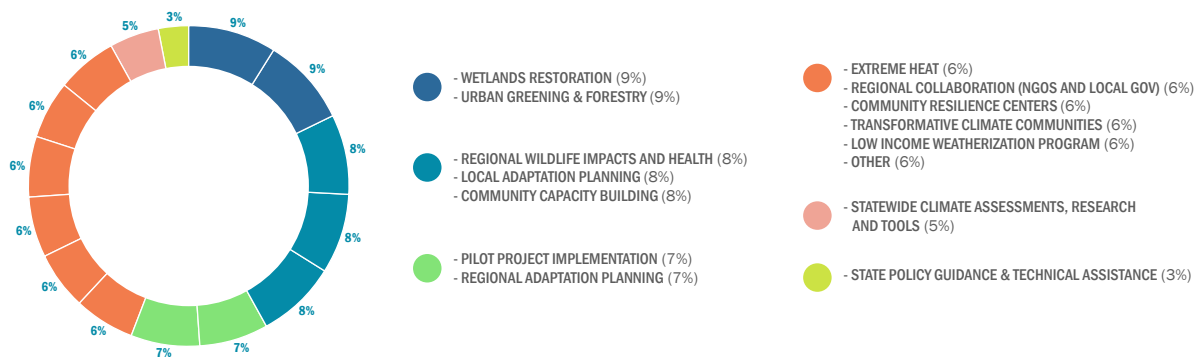 3%
9%
9%
8%
8%
8%
7%
7%
6%
6%
6%
6%
6%
6%
5%
- WETLANDS RESTORATION (9%)
- URBAN GREENING & FORESTRY (9%)
- REGIONAL WILDLIFE IMPACTS AND HEALTH (8%)
- LOCAL ADAPTATION PLANNING (8%)
- COMMUNITY CAPACITY BUILDING (8%)
- PILOT PROJECT IMPLEMENTATION (7%)
- REGIONAL ADAPTATION PLANNING (7%)
- EXTREME HEAT (6%)
- REGIONAL COLLABORATION (NGOS AND LOCAL GOV) (6%)
- COMMUNITY RESILIENCE CENTERS (6%)
- TRANSFORMATIVE CLIMATE COMMUNITIES (6%)
- LOW INCOME WEATHERIZATION PROGRAM (6%)
- OTHER (6%)
- STATEWIDE CLIMATE ASSESSMENTS, RESEARCH
AND TOOLS (5%)
- STATE POLICY GUIDANCE & TECHNICAL ASSISTANCE (3%)